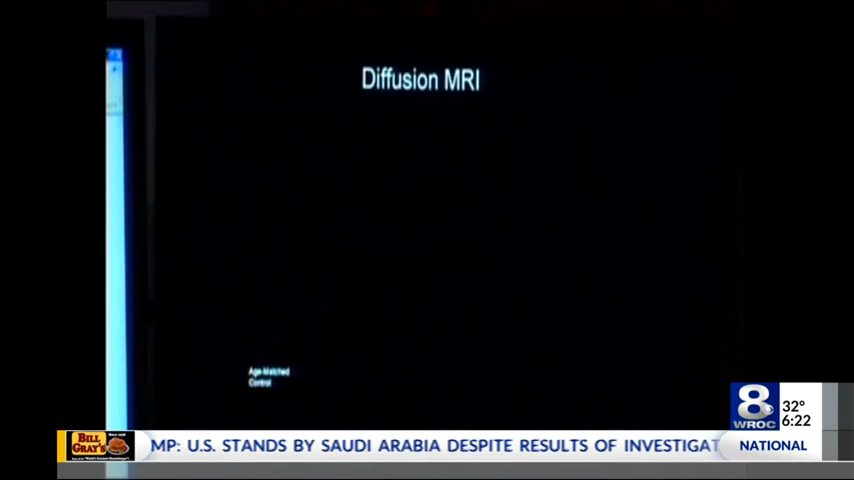 Diffusion MRI
Age-Matched
Control
8
WROC
32°
6:22
NATIONAL
BILL
GRAY'S
MP: U.S. STANDS BY SAUDI ARABIA DESPITE RESULTS OF INVESTIGAT